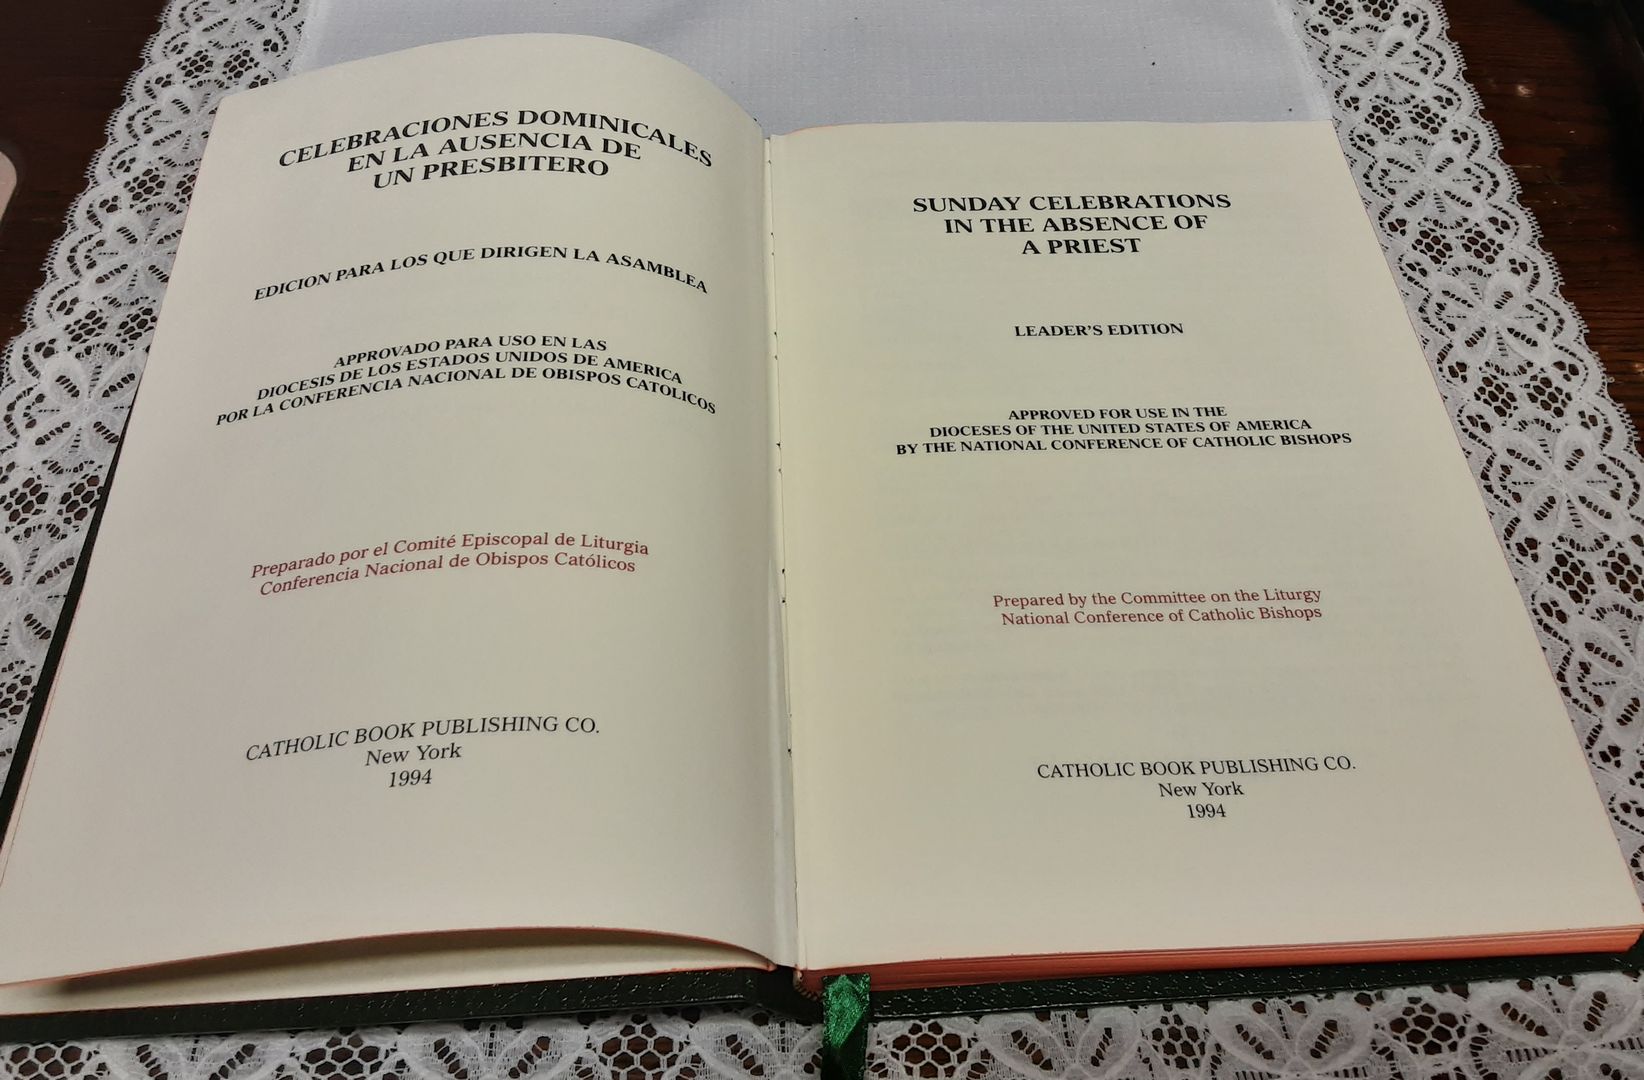 CELEBRACIONES DOMINICALES
EN LA AUSENCIA DE
UN PRESBITERO
EDICION PARA LOS QUE DIRIGEN LA ASAMBLEA
APPROVADO PARA USO EN LAS
DIOCESIS DE LOS ESTADOS UNIDOS DE AMERICA
POR LA CONFERENCIA NACIONAL DE OBISPOS CATOLICOS
Preparado por el Comité Episcopal de Liturgia
Conferencia Nacional de Obispos Católicos
CATHOLIC BOOK PUBLISHING CO.
New York
1994
SUNDAY CELEBRATIONS
IN THE ABSENCE OF
A PRIEST
LEADER'S EDITION
APPROVED FOR USE IN THE
DIOCESES OF THE UNITED STATES OF AMERICA
BY THE NATIONAL CONFERENCE OF CATHOLIC BISHOPS
Prepared by the Committee on the Liturgy
National Conference of Catholic Bishops
CATHOLIC BOOK PUBLISHING CO.
New York
1994